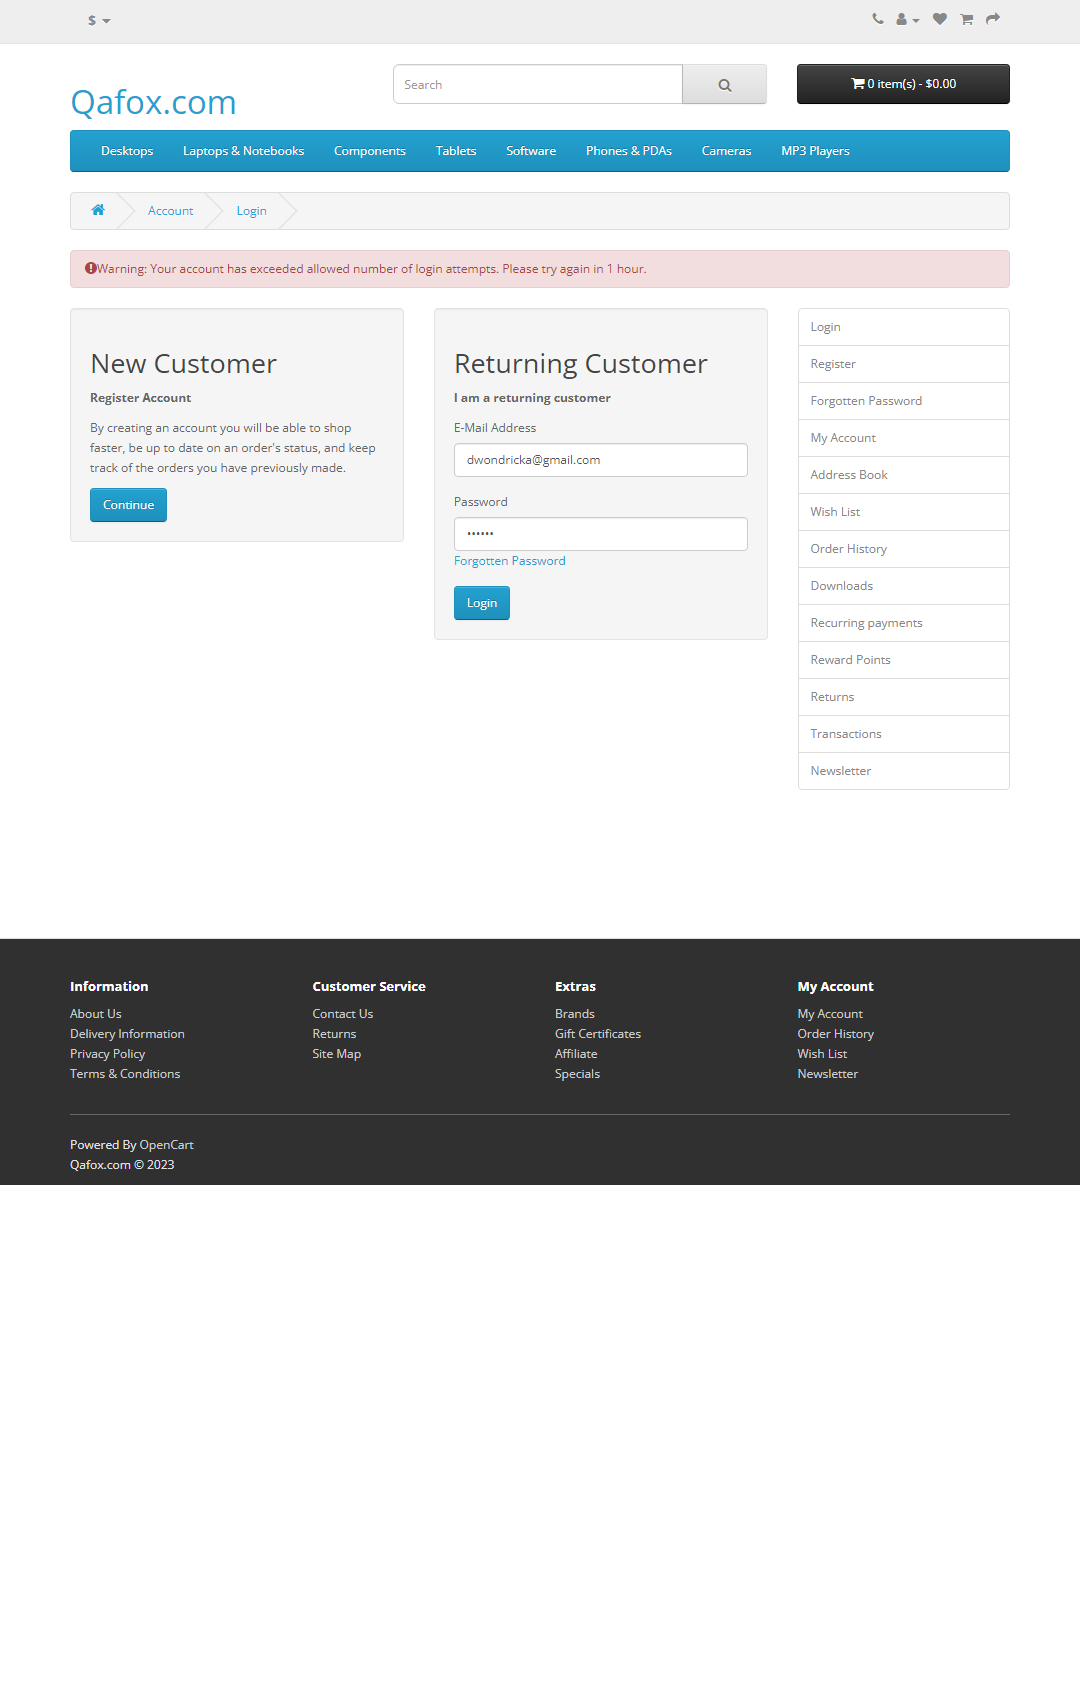 $
Search
0 item(s) - $0.00
Qafox.com
Desktops
Laptops & Notebooks
Components
Tablets
Software
Phones & PDAs
Cameras
MP3 Players
Account
Login
Warning: Your account has exceeded allowed number of login attempts. Please try again in 1 hour.
New Customer
Register Account
By creating an account you will be able to shop
faster, be up to date on an order's status, and keep
track of the orders you have previously made.
Continue
Returning Customer
I am a returning customer
E-Mail Address
dwondricka@gmail.com
Password
••••••
Forgotten Password
Login
Login
Register
Forgotten Password
My Account
Address Book
Wish List
Order History
Downloads
Recurring payments
Reward Points
Returns
Transactions
Newsletter
Information
About Us
Delivery Information
Privacy Policy
Terms & Conditions
Customer Service
Contact Us
Returns
Site Map
Extras
Brands
Gift Certificates
Affiliate
Specials
My Account
My Account
Order History
Wish List
Newsletter
Powered By OpenCart
Qafox.com © 2023